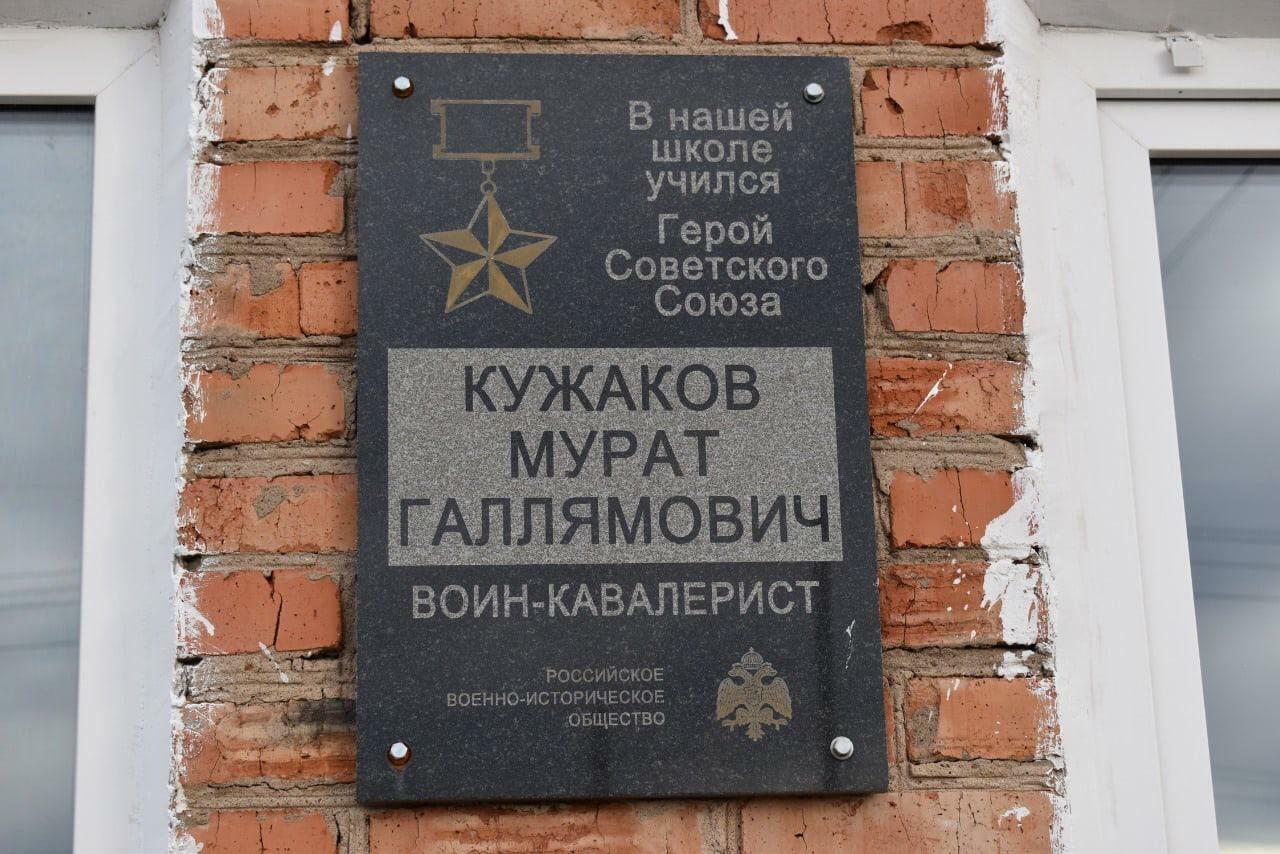 В нашей
школе
учился
Герой
Советского
Союза
КУЖАКОВ
МУРАТ
ГАЛЛЯМОВИЧ
ВОИН-КАВАЛЕРИСТ
РОССИЙСКОЕ
ВОЕННО-ИСТОРИЧЕСКОЕ
ОБЩЕСТВО